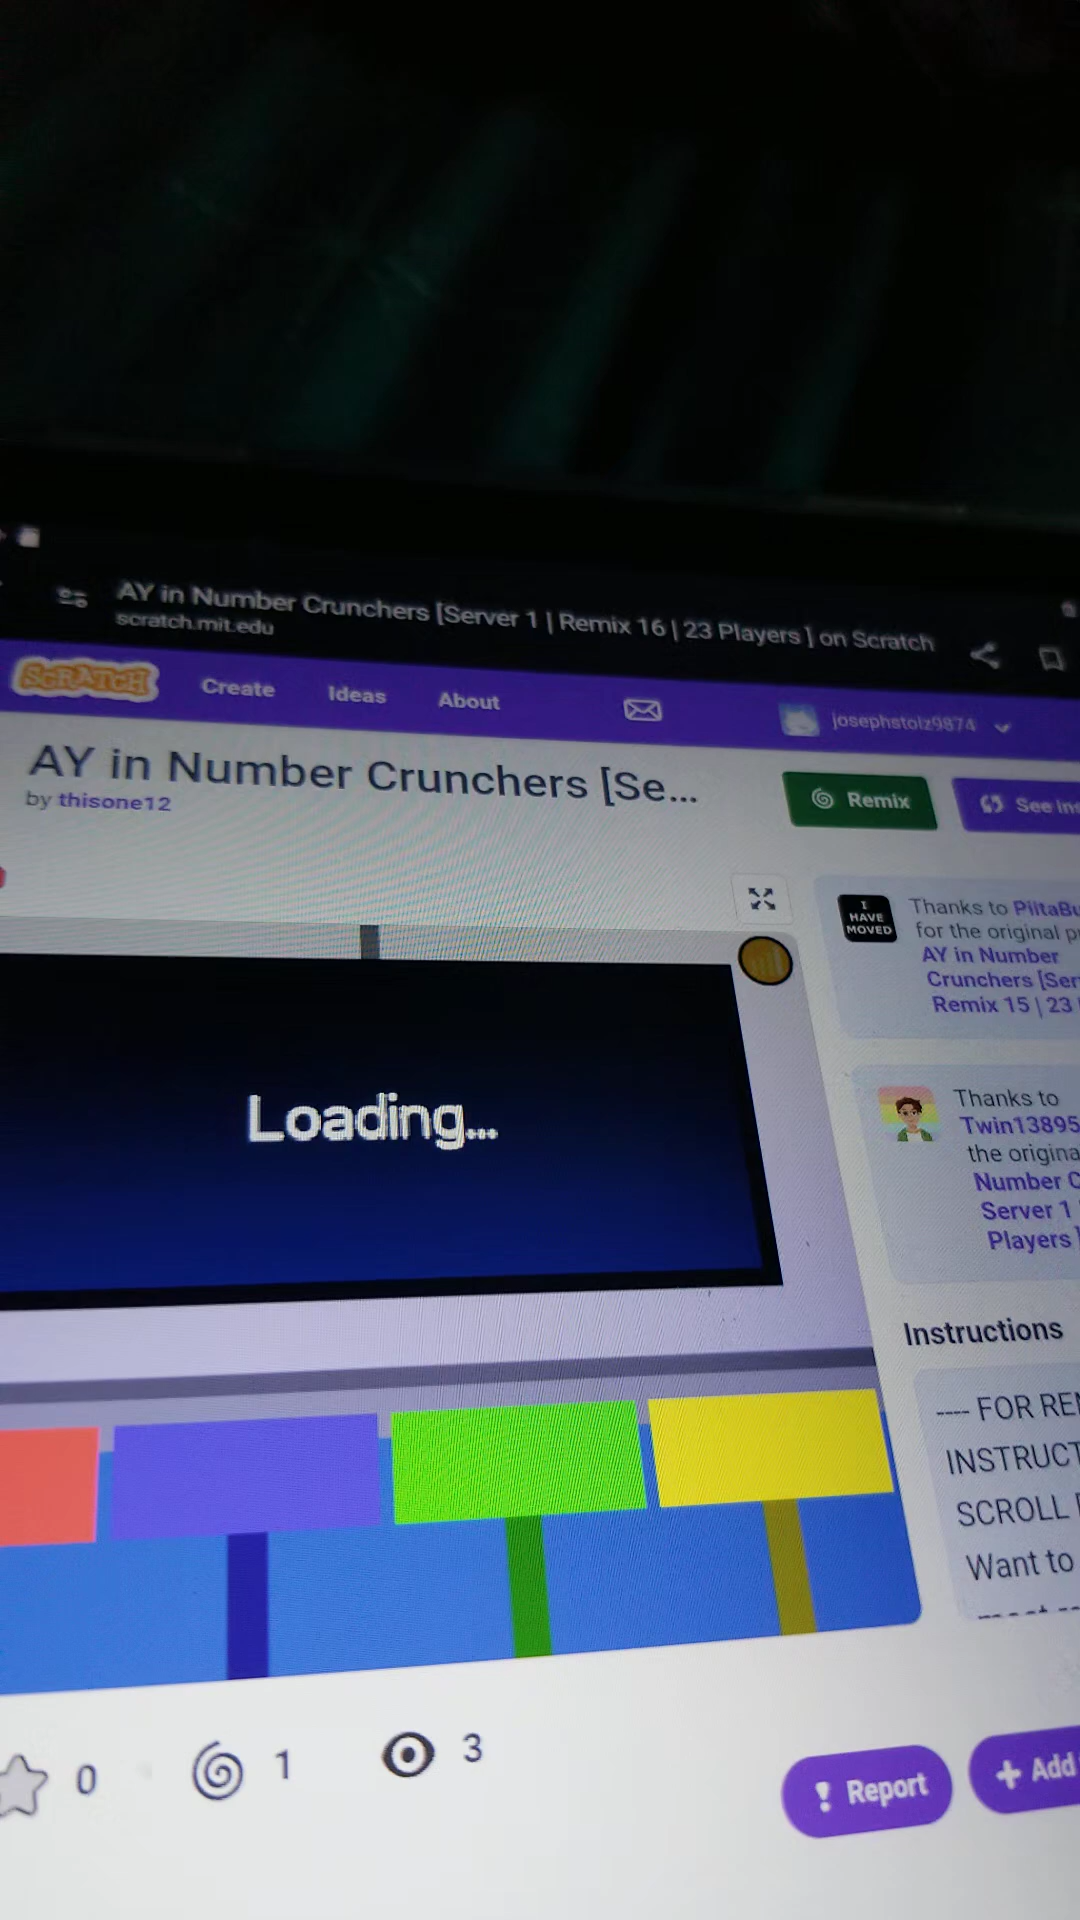 AY in Number Crunchers [Server 1 | Remix 16 | 23 Players ] on Scratch
scratch.mit.edu
SCRATCH
Create
Ideas
About
josephstolz9874
AY in Number Crunchers [Se...
by thisone12
Remix
See
I
HAVE
MOVED
Thanks to
for the original
AY in Number
Crunchers
Remix 15 | 23
Loading...
Thanks to
Twin13895
the
Number
Server 1
Players
Instructions
---- FOR
SCROLL
Want to
0
1
3
! Report
+ Add